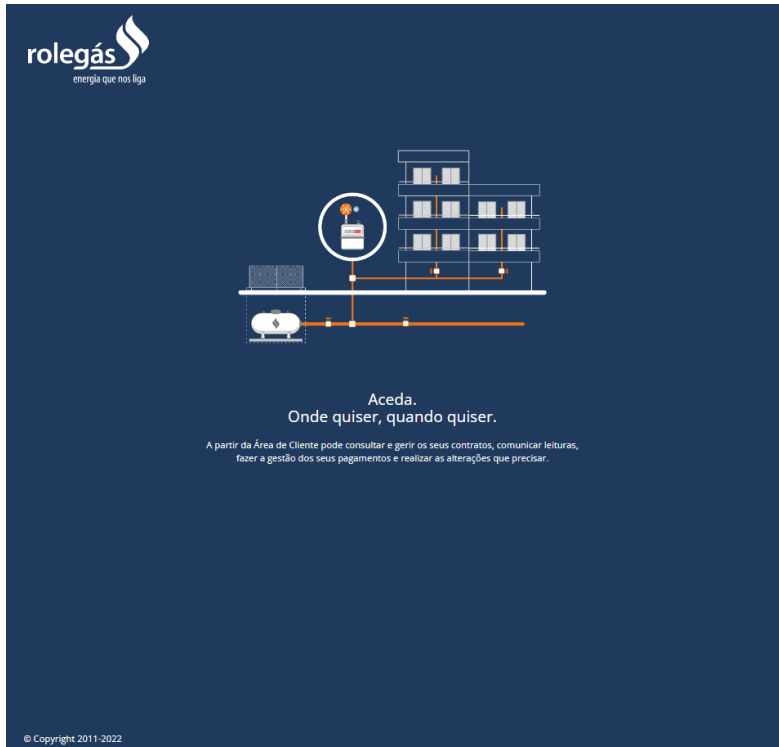 rolegás
energia que nos liga
Aceda.
Onde quiser, quando quiser.
A partir da Área de Cliente pode consultar e gerir os seus contratos, comunicar leituras,
fazer a gestão dos seus pagamentos e realizar as alterações que precisar.
© Copyright 2011-2022